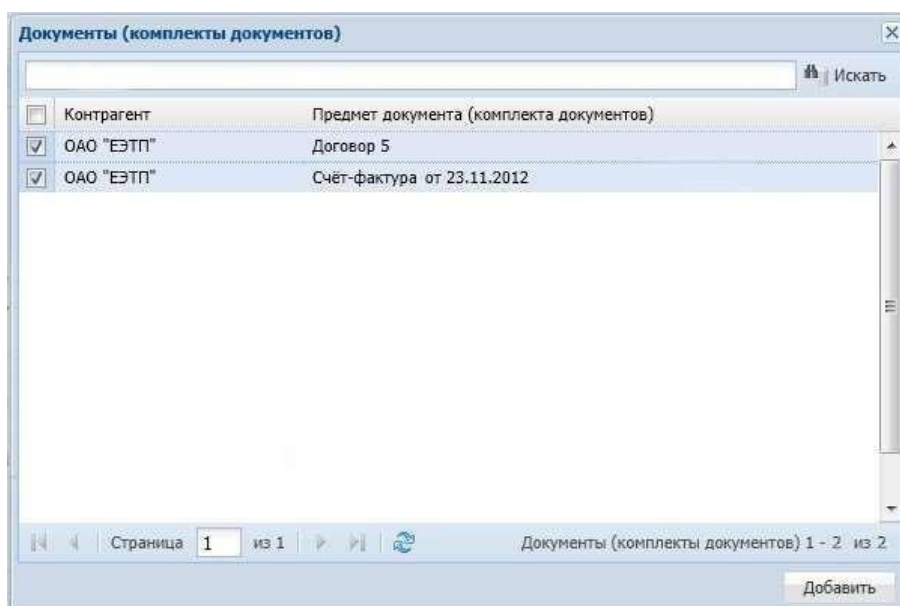 Документы (комплекты документов)
Искать
Контрагент Предмет документа (комплекта документов)
ОАО "ЕЭТП" Договор 5
ОАО "ЕЭТП" Счёт-фактура от 23.11.2012
Страница 1 из 1 Документы (комплекты документов) 1 - 2 из 2
Добавить